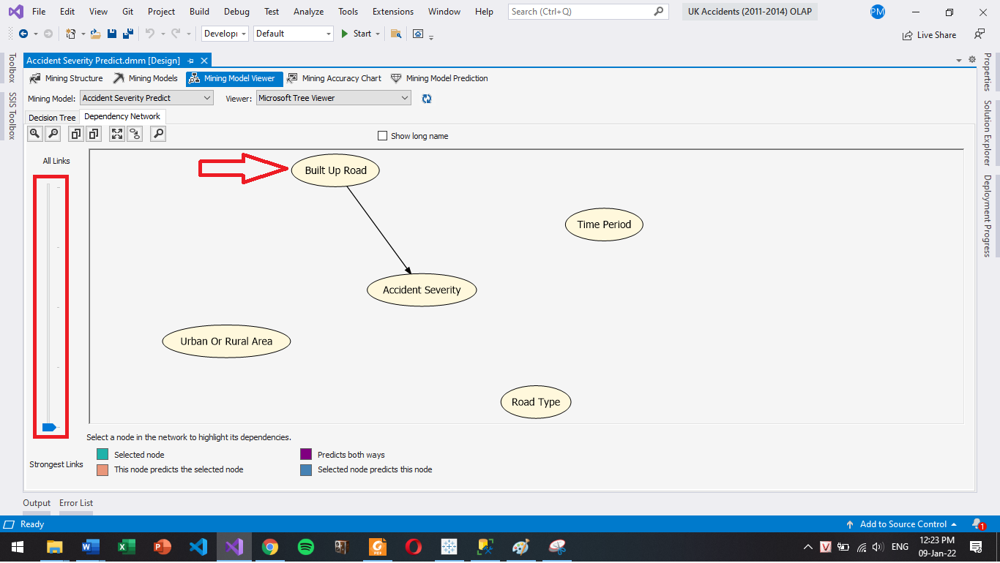 File Edit View Git Project Build Debug Test Analyze Tools Extensions Window Help Search (Ctrl+Q) UK Accidents (2011-2014) OLAP PM
Developı Default Start Live Share
Toolbox
SSIS Toolbox
Accident Severity Predict.dmm [Design]
Mining Structure Mining Models Mining Model Viewer Mining Accuracy Chart Mining Model Prediction
Mining Model: Accident Severity Predict Viewer: Microsoft Tree Viewer
Decision Tree Dependency Network
Show long name
All Links
Built Up Road
Time Period
Accident Severity
Urban Or Rural Area
Road Type
Select a node in the network to highlight its dependencies.
Selected node Predicts both ways
Strongest Links
This node predicts the selected node Selected node predicts this node
Properties
Solution Explorer
Deployment Progress
Output Error List
Ready Add to Source Control 1
ENG 12:23 PM
09-Jan-22